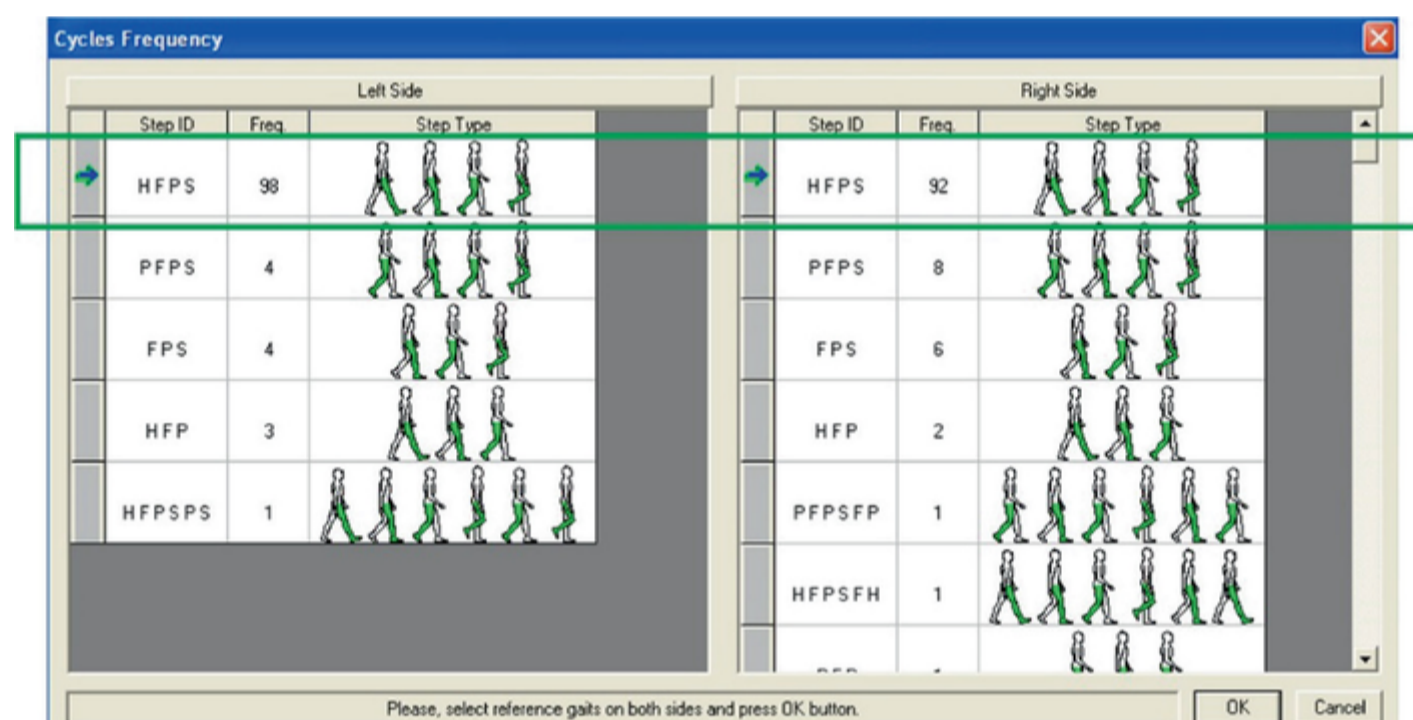 Cycles Frequency
Left Side
Step ID Freq. Step Type
HFPS 98
PFPS 4
FPS 4
HFP 3
HFPSPS 1
Right Side
Step ID Freq. Step Type
HFPS 92
PFPS 8
FPS 6
HFP 2
PFPSFP 1
HFPSFH 1
Please, select reference gaits on both sides and press OK button.
OK Cancel